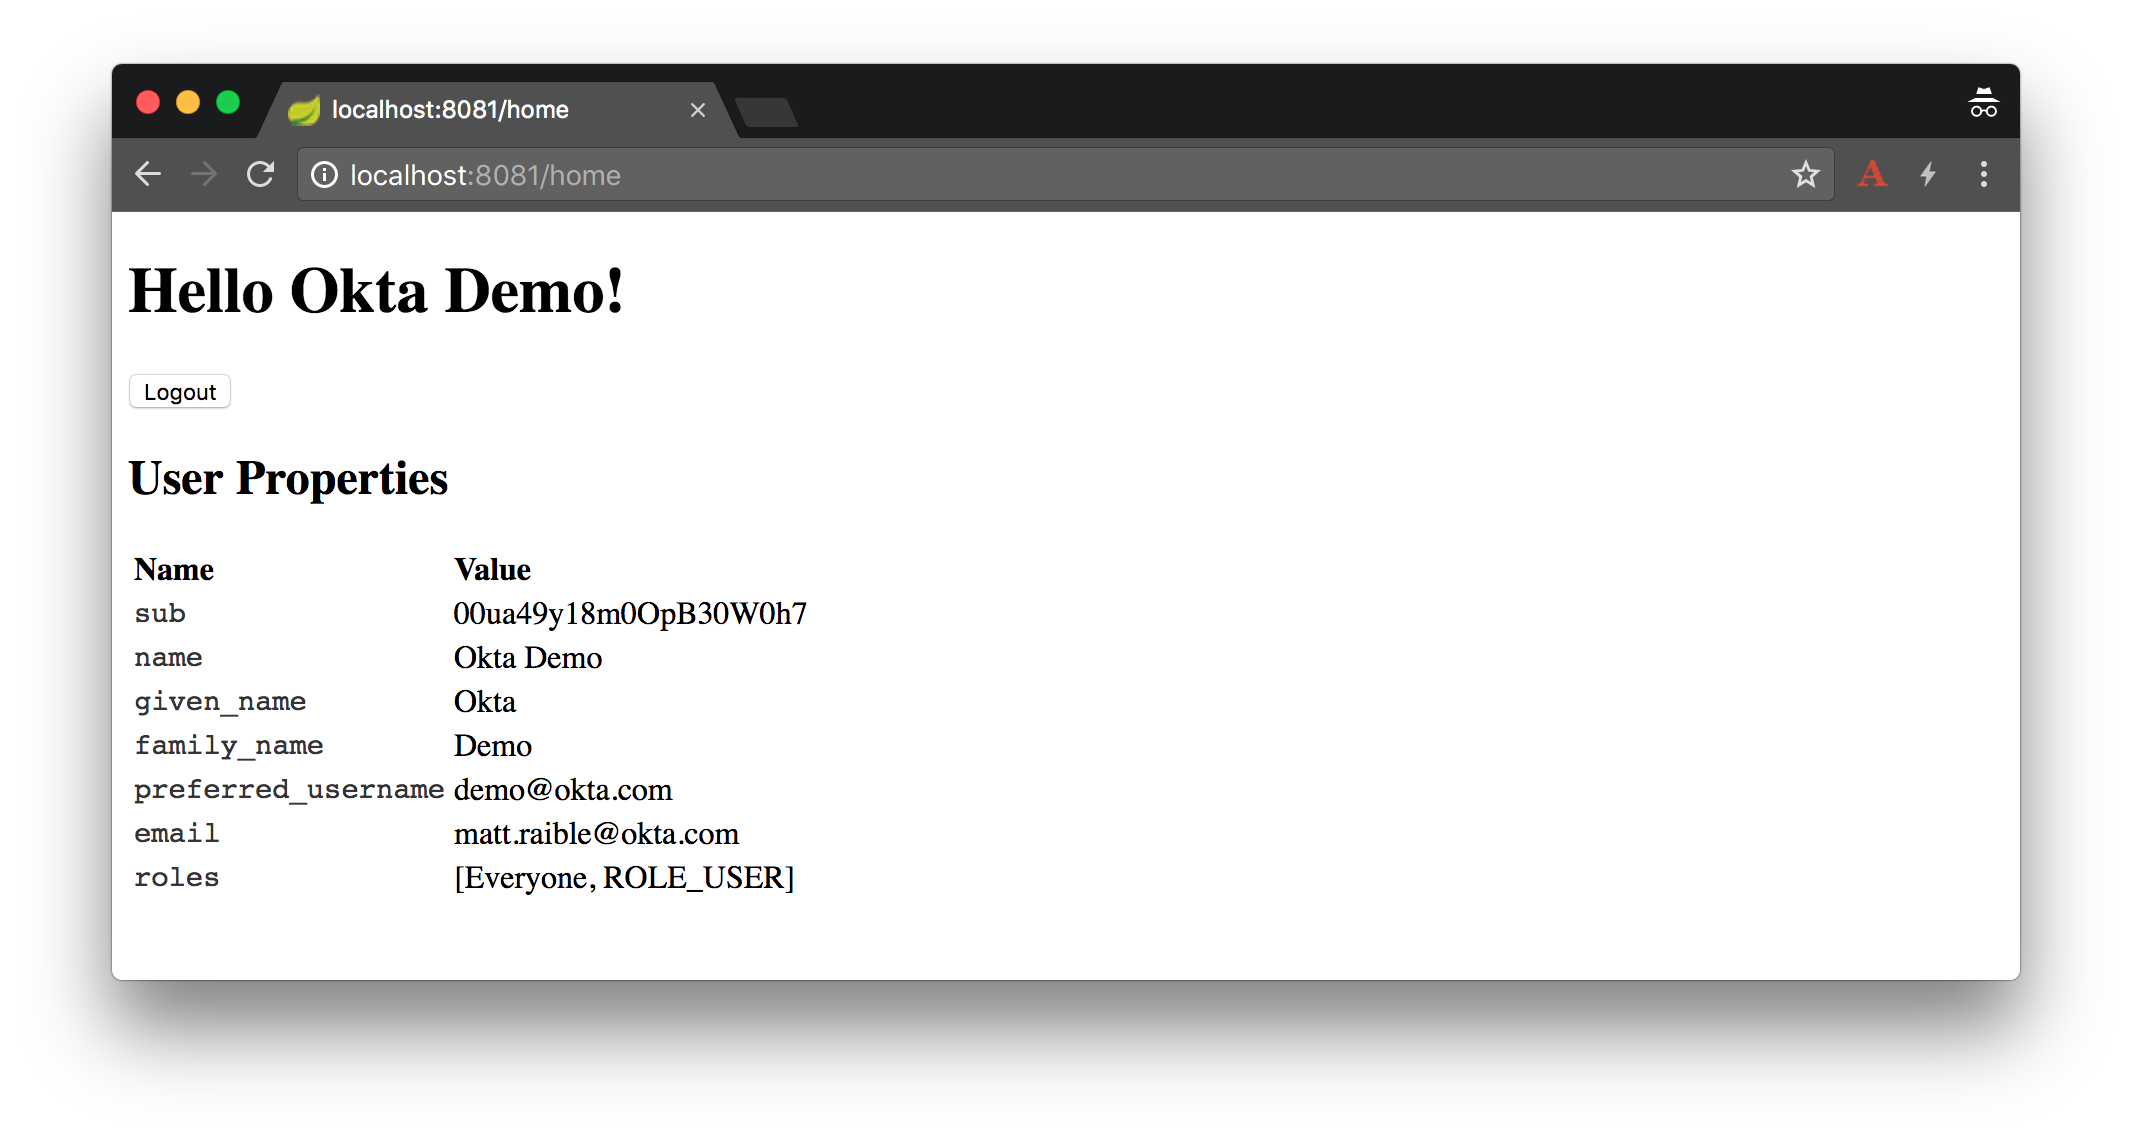 localhost:8081/home
localhost:8081/home
A
Hello Okta Demo!
Logout
User Properties
Name Value
sub 00ua49y18m0OpB30W0h7
name Okta Demo
given_name Okta
family_name Demo
preferred_username demo@okta.com
email matt.raible@okta.com
roles [Everyone, ROLE_USER]